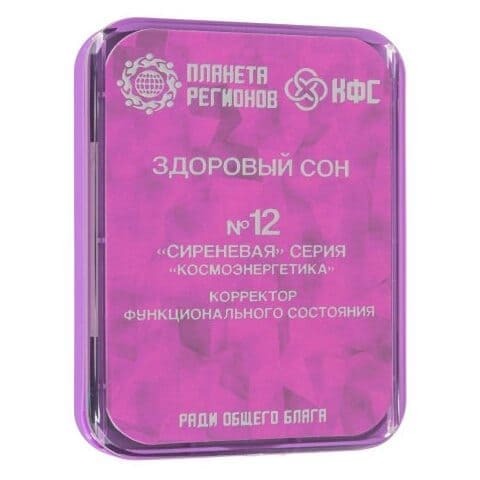 ПЛАНЕТА
РЕГИОНОВ
КФС
ЗДОРОВЫЙ СОН
№12
«СИРЕНЕВАЯ» СЕРИЯ
«КОСМОЭНЕРГЕТИКА»
КОРРЕКТОР
ФУНКЦИОНАЛЬНОГО СОСТОЯНИЯ
РАДИ ОБЩЕГО БЛАГА